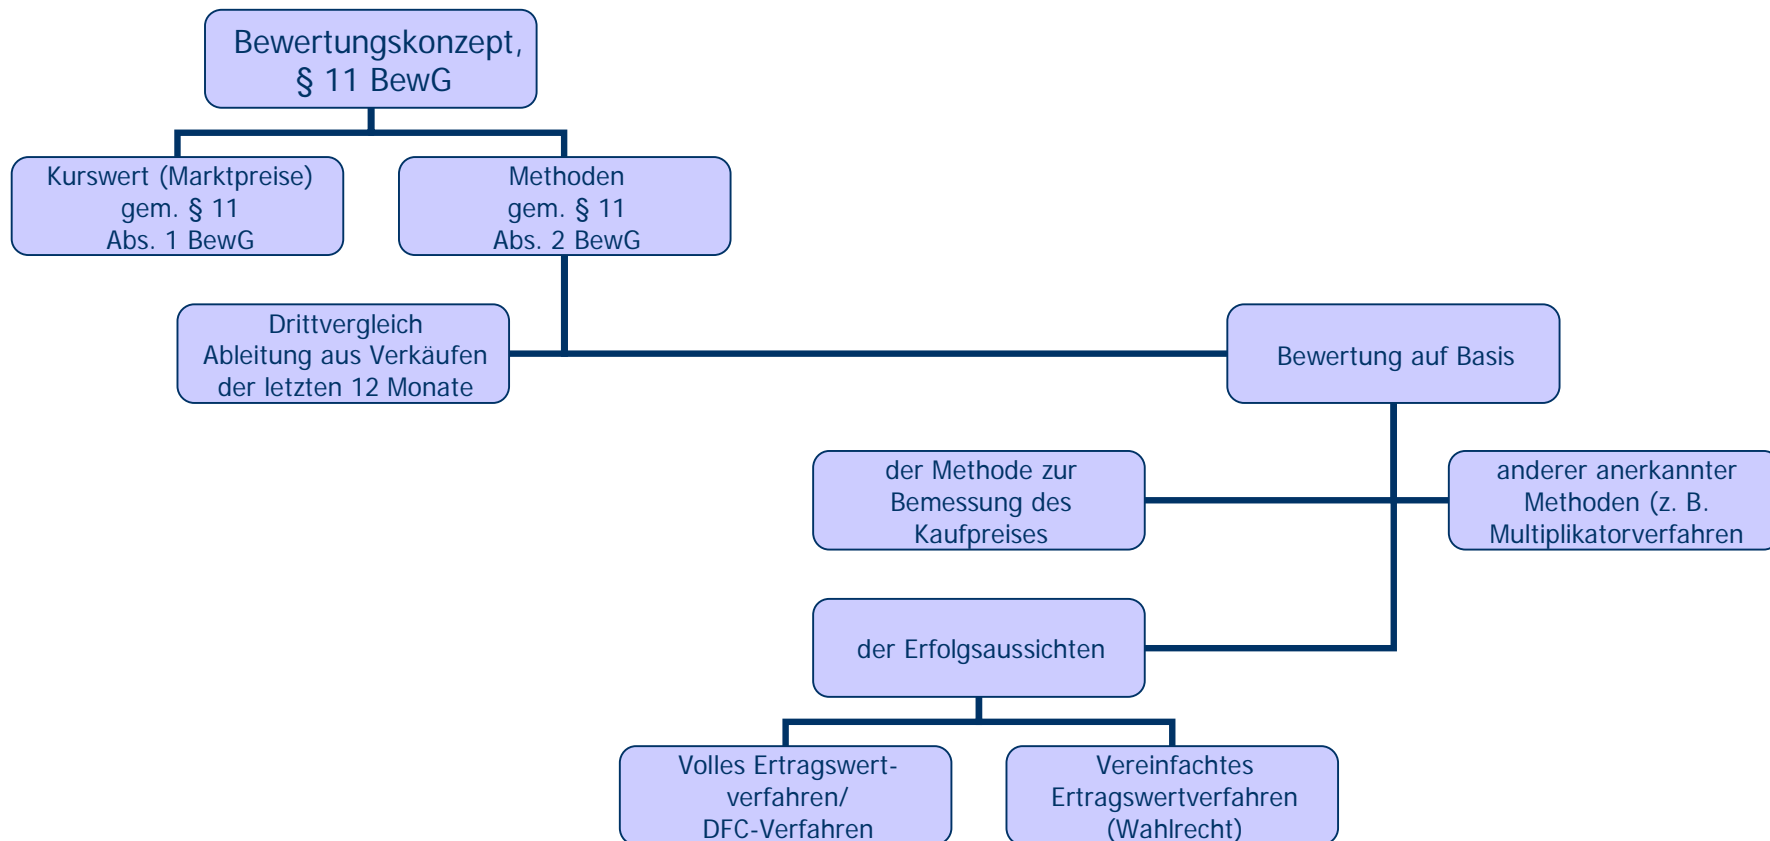 Bewertungskonzept,
§ 11 BewG
Kurswert (Marktpreise)
gem. § 11
Abs. 1 BewG
Methoden
gem. § 11
Abs. 2 BewG
Drittvergleich
Ableitung aus Verkäufen
der letzten 12 Monate
Bewertung auf Basis
der Methode zur
Bemessung des
Kaufpreises
anderer anerkannter
Methoden (z. B.
Multiplikatorverfahren
der Erfolgsaussichten
Volles Ertragswert-
verfahren/
DFC-Verfahren
Vereinfachtes
Ertragswertverfahren
(Wahlrecht)